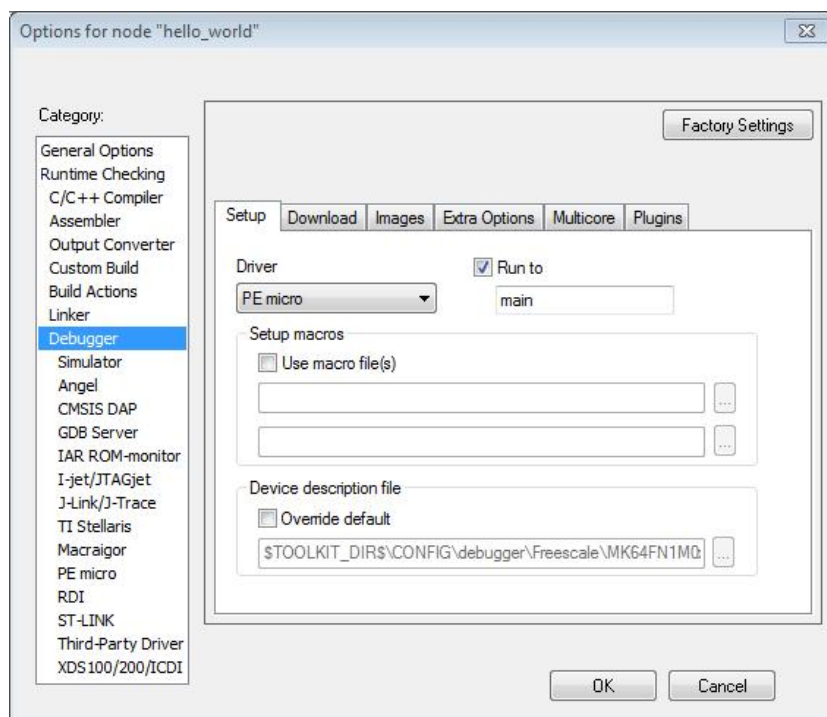 Options for node "hello_world"
Category:
General Options
Runtime Checking
C/C++ Compiler
Assembler
Output Converter
Custom Build
Build Actions
Linker
Debugger
Simulator
Angel
CMSIS DAP
GDB Server
IAR ROM-monitor
I-jet/JTAGjet
J-Link/J-Trace
TI Stellaris
Macraigor
PE micro
RDI
ST-LINK
Third-Party Driver
XDS100/200/ICDI
Factory Settings
Setup Download Images Extra Options Multicore Plugins
Driver
PE micro
Run to
main
Setup macros
Use macro file(s)
...
...
Device description file
Override default
$TOOLKIT_DIR$\CONFIG\debugger\Freescale\MK64FN1M0
...
OK Cancel